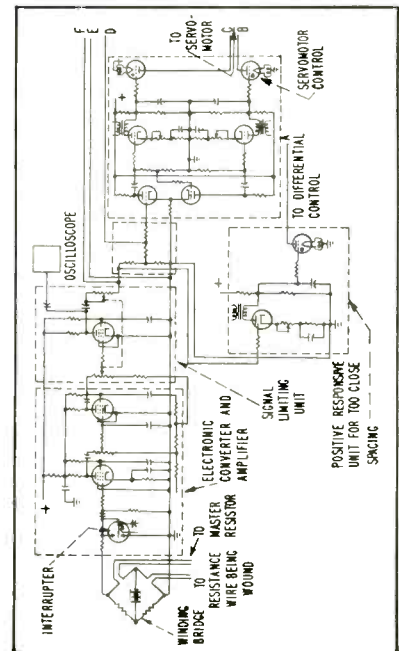 INTERRUPTER
WINDING
BRIDGE
TO
RESISTANCE
WIRE BEING
WOUND
TO
MASTER
RESISTOR
ELECTRONIC
CONVERTER AND
AMPLIFIER
SIGNAL
LIMITING
UNIT
OSCILLOSCOPE
F
E
D
TO
SERVO-
MOTOR
C
B
SERVOMOTOR
CONTROL
A
TO DIFFERENTIAL
CONTROL
POSITIVE RESPONSIVE
UNIT FOR TOO CLOSE
SPACING